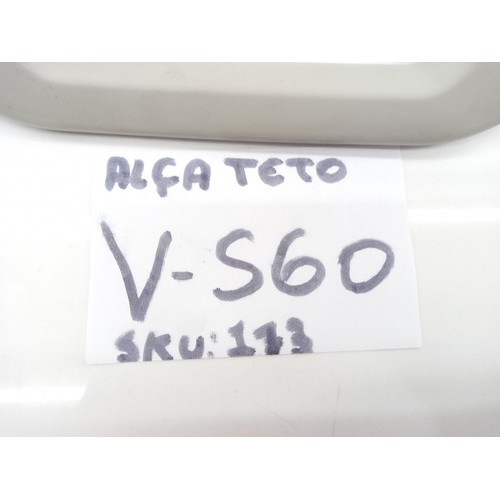 ALÇA TETO
V-S60
SKU: 173